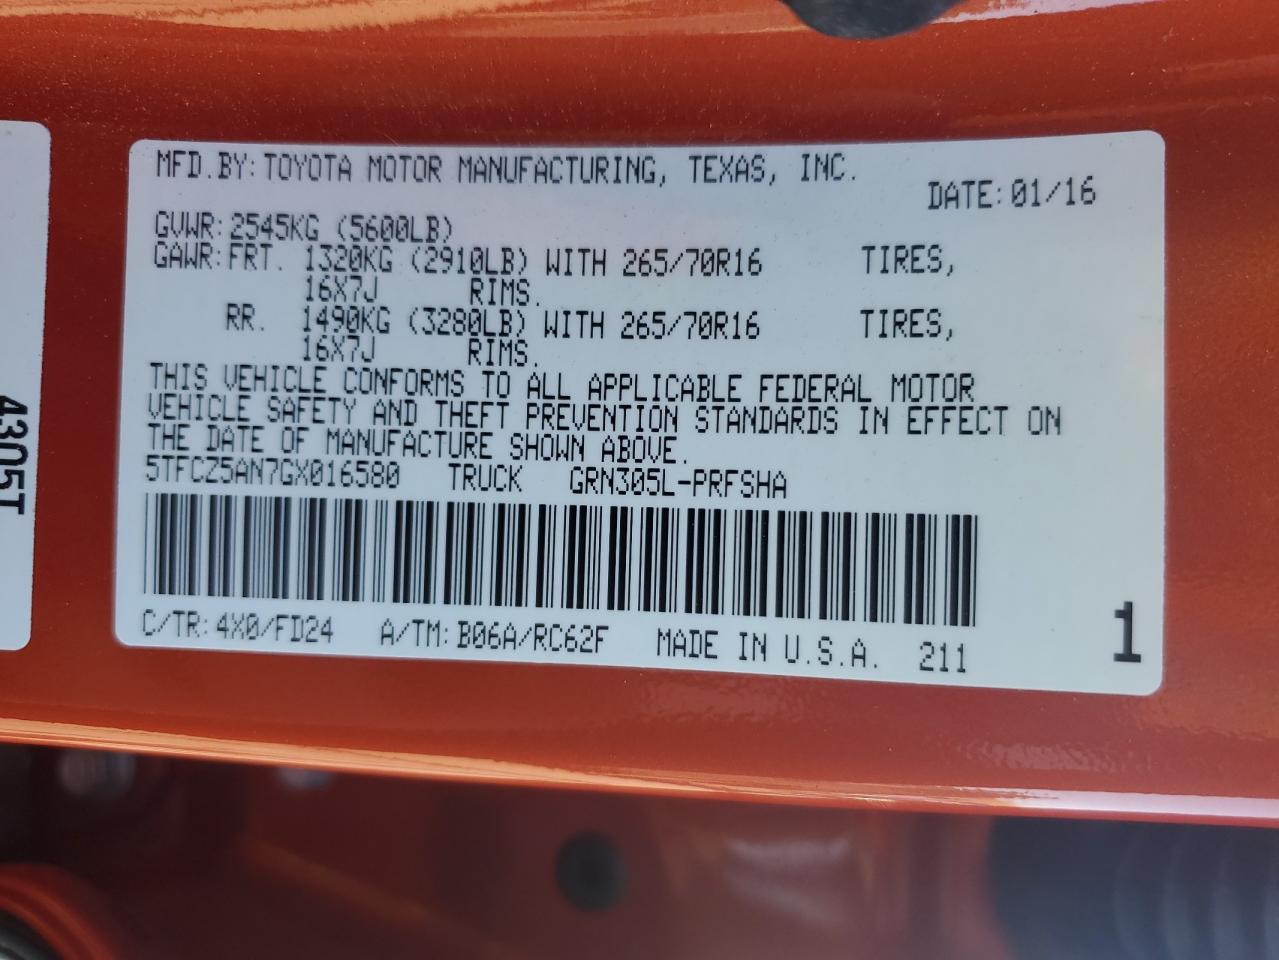 MFD.BY: TOYOTA MOTOR MANUFACTURING, TEXAS, INC.
DATE: 01/16
GVWR: 2545KG (5600LB)
GAWR: FRT. 1320KG (2910LB) WITH 265/70R16 TIRES,
16X7J RIMS.
RR. 1490KG (3280LB) WITH 265/70R16 TIRES,
16X7J RIMS.
THIS VEHICLE CONFORMS TO ALL APPLICABLE FEDERAL MOTOR
VEHICLE SAFETY AND THEFT PREVENTION STANDARDS IN EFFECT ON
THE DATE OF MANUFACTURE SHOWN ABOVE.
5TFCZ5AN7GX016580 TRUCK GRN305L-PRFSHA
C/TR: 4X0/FD24 A/TM: B06A/RC62F MADE IN U.S.A. 211
1
4305T